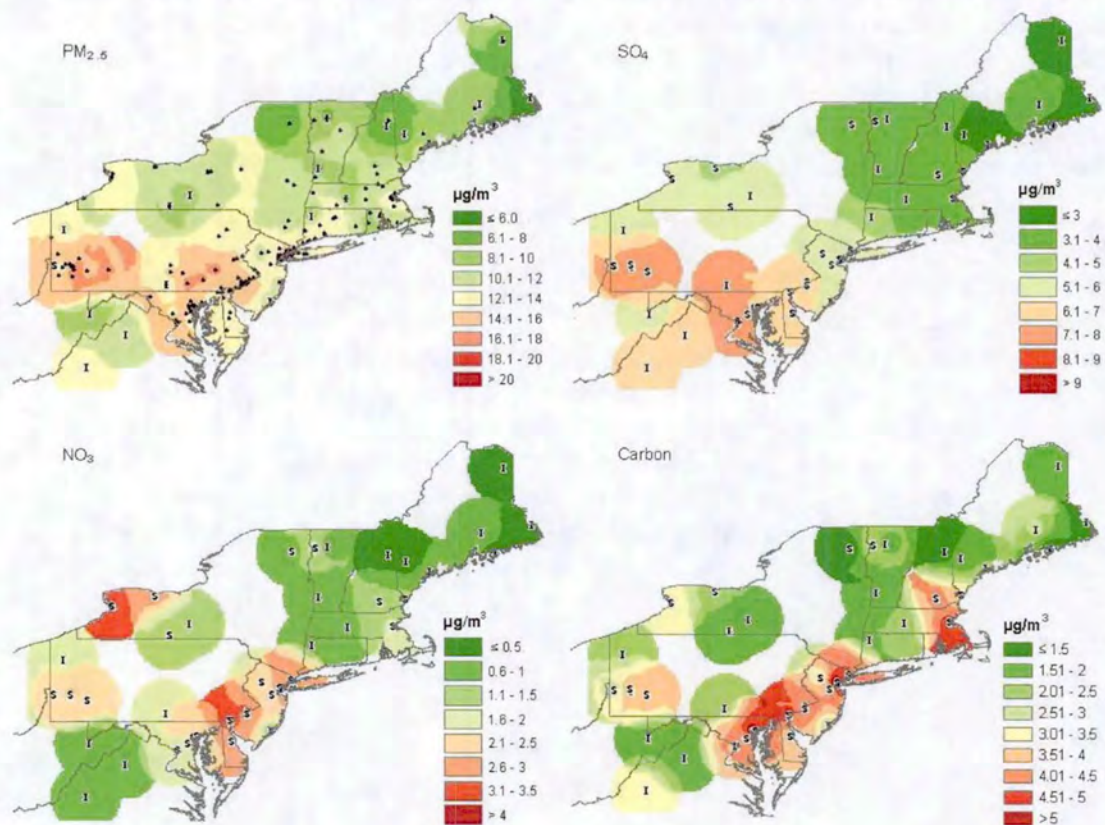 PM₂.₅
µg/m³
≤ 6.0
6.1 - 8
8.1 - 10
10.1 - 12
12.1 - 14
14.1 - 16
16.1 - 18
18.1 - 20
> 20
SO₄
µg/m³
≤ 3
3.1 - 4
4.1 - 5
5.1 - 6
6.1 - 7
7.1 - 8
8.1 - 9
> 9
NO₃
µg/m³
≤ 0.5
0.6 - 1
1.1 - 1.5
1.6 - 2
2.1 - 2.5
2.6 - 3
3.1 - 3.5
> 4
Carbon
µg/m³
≤ 1.5
1.51 - 2
2.01 - 2.5
2.51 - 3
3.01 - 3.5
3.51 - 4
4.01 - 4.5
4.51 - 5
> 5